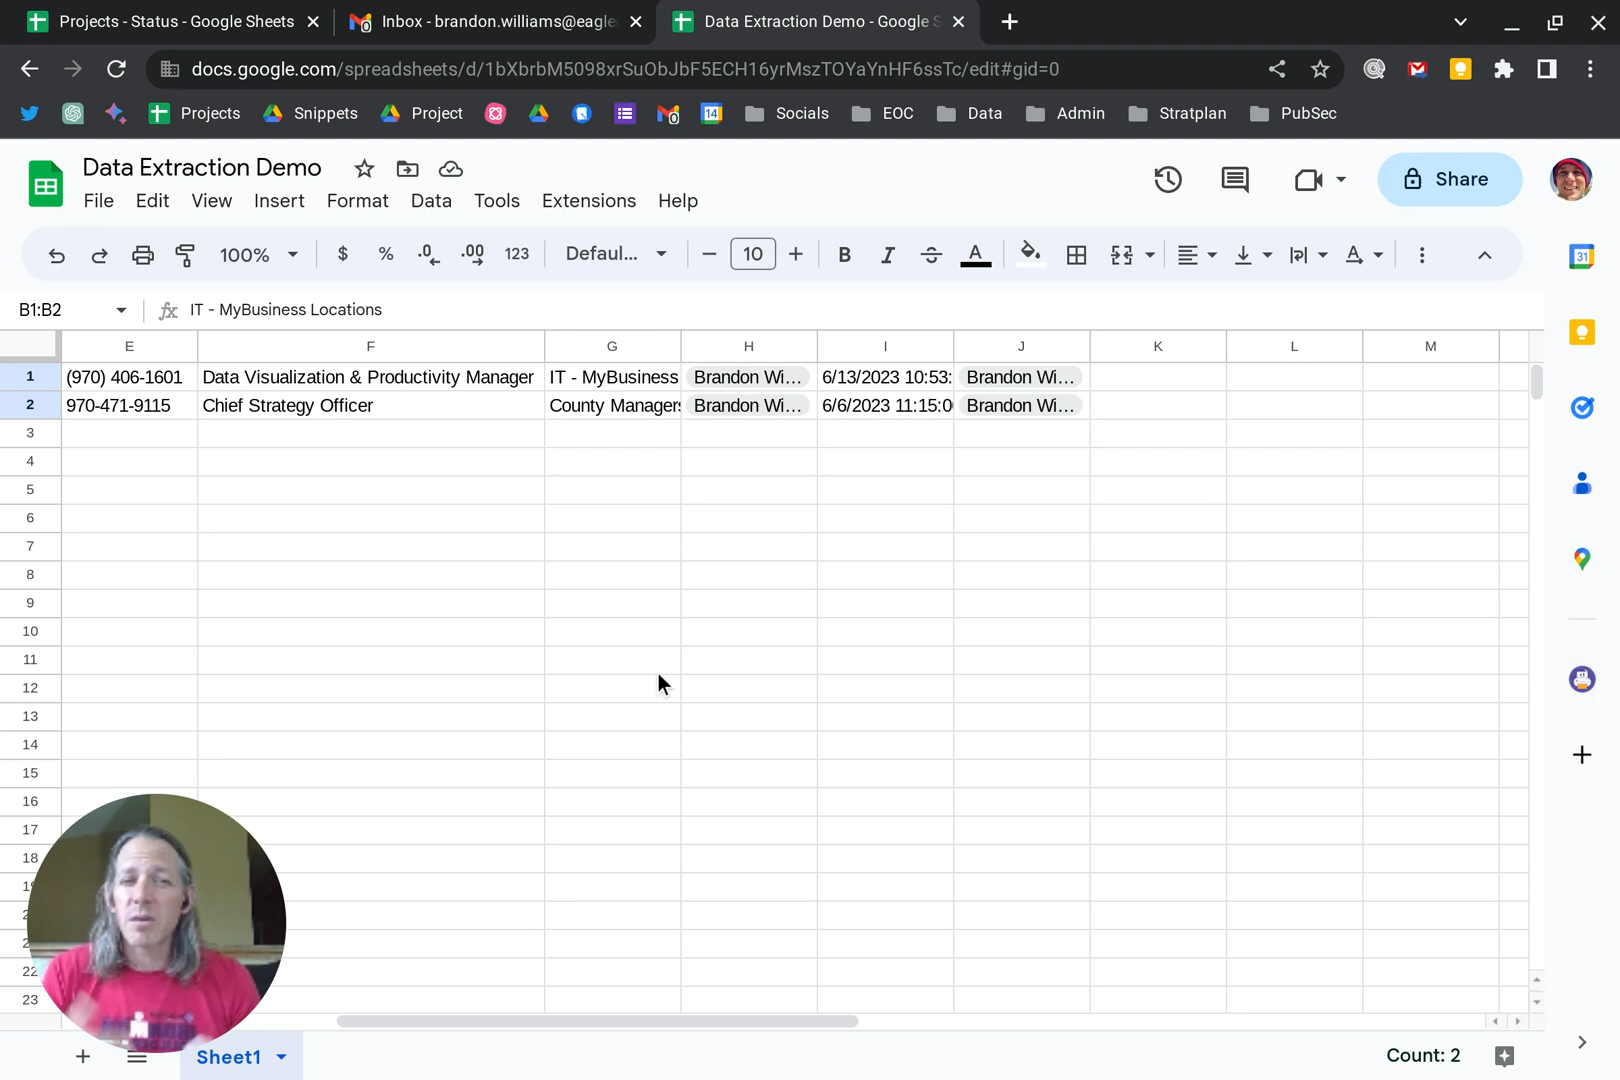 Projects - Status - Google Sheets
Inbox - brandon.williams@eagle
Data Extraction Demo - Google S
docs.google.com/spreadsheets/d/1bXbrbM5098xrSuObJbF5ECH16yrMszTOYaYnHF6ssTc/edit#gid=0
Projects Snippets Project 14 Socials EOC Data Admin Stratplan PubSec
Data Extraction Demo
Share
File Edit View Insert Format Data Tools Extensions Help
100% $ % .0 .00 123 Defaul... 10 B I A
31
B1:B2 fx IT - MyBusiness Locations
E F G H I J K L M
1 (970) 406-1601 Data Visualization & Productivity Manager IT - MyBusiness Brandon Wi... 6/13/2023 10:53: Brandon Wi...
2 970-471-9115 Chief Strategy Officer County Managers Brandon Wi... 6/6/2023 11:15:0 Brandon Wi...
3
4
5
6
7
8
9
10
11
12
13
14
15
16
17
18
22
23
Sheet1
Count: 2